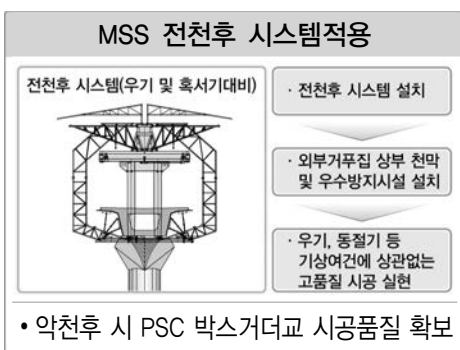 MSS 전천후 시스템적용
전천후 시스템(우기 및 혹서기대비)
· 전천후 시스템 설치
· 외부거푸집 상부 천막
및 우수방지시설 설치
· 우기, 동절기 등
기상여건에 상관없는
고품질 시공 실현
• 악천후 시 PSC 박스거더교 시공품질 확보